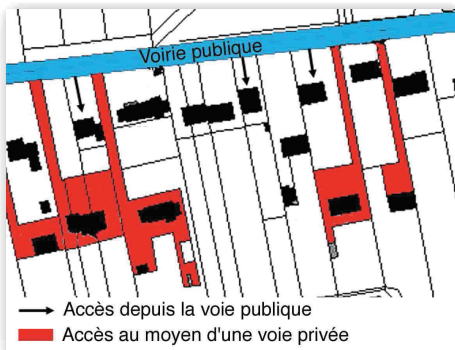 Voirie publique
Accès depuis la voie publique
Accès au moyen d'une voie privée